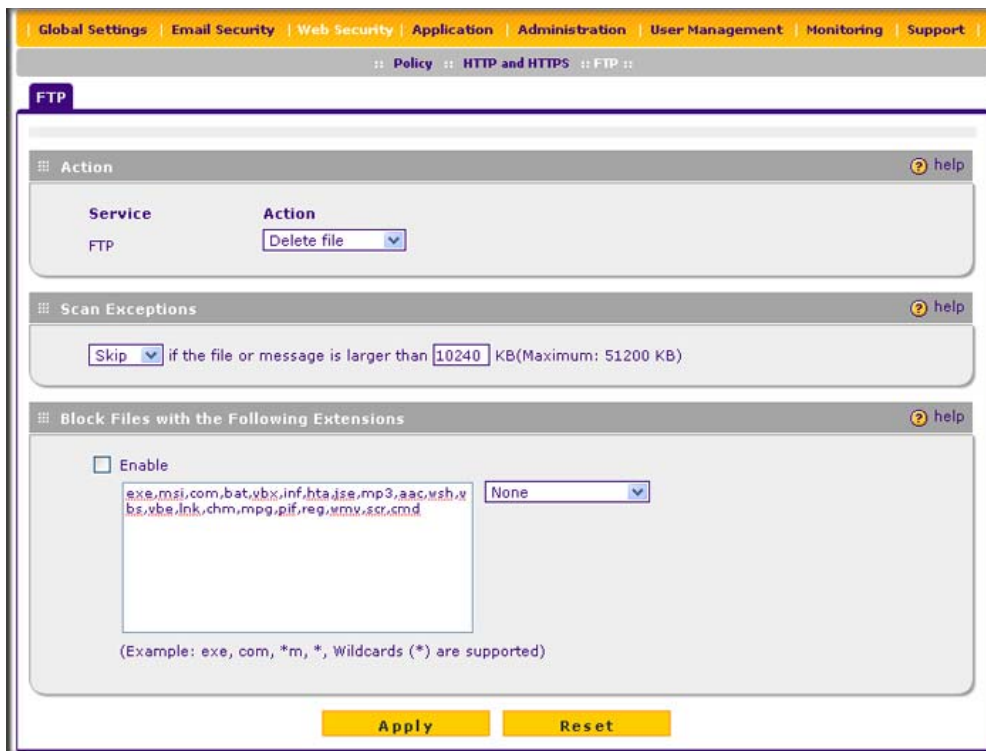 Global Settings | Email Security | Web Security | Application | Administration | User Management | Monitoring | Support
:: Policy :: HTTP and HTTPS :: FTP ::
FTP
Action
help
Service Action
FTP Delete file
Scan Exceptions
help
Skip if the file or message is larger than 10240 KB(Maximum: 51200 KB)
Block Files with the Following Extensions
help
Enable
exe,msi,com,bat,vbx,inf,hta,jse,mp3,aac,wsh,v
bs,vbe,lnk,chm,mpg,pif,reg,wmv,scr,cmd
None
(Example: exe, com, *m, *, Wildcards (*) are supported)
Apply Reset